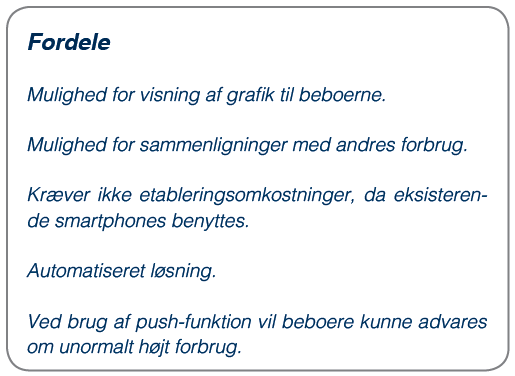 Fordele
Mulighed for visning af grafik til beboerne.
Mulighed for sammenligninger med andres forbrug.
Kræver ikke etableringsomkostninger, da eksisteren-
de smartphones benyttes.
Automatiseret løsning.
Ved brug af push-funktion vil beboere kunne advares
om unormalt højt forbrug.